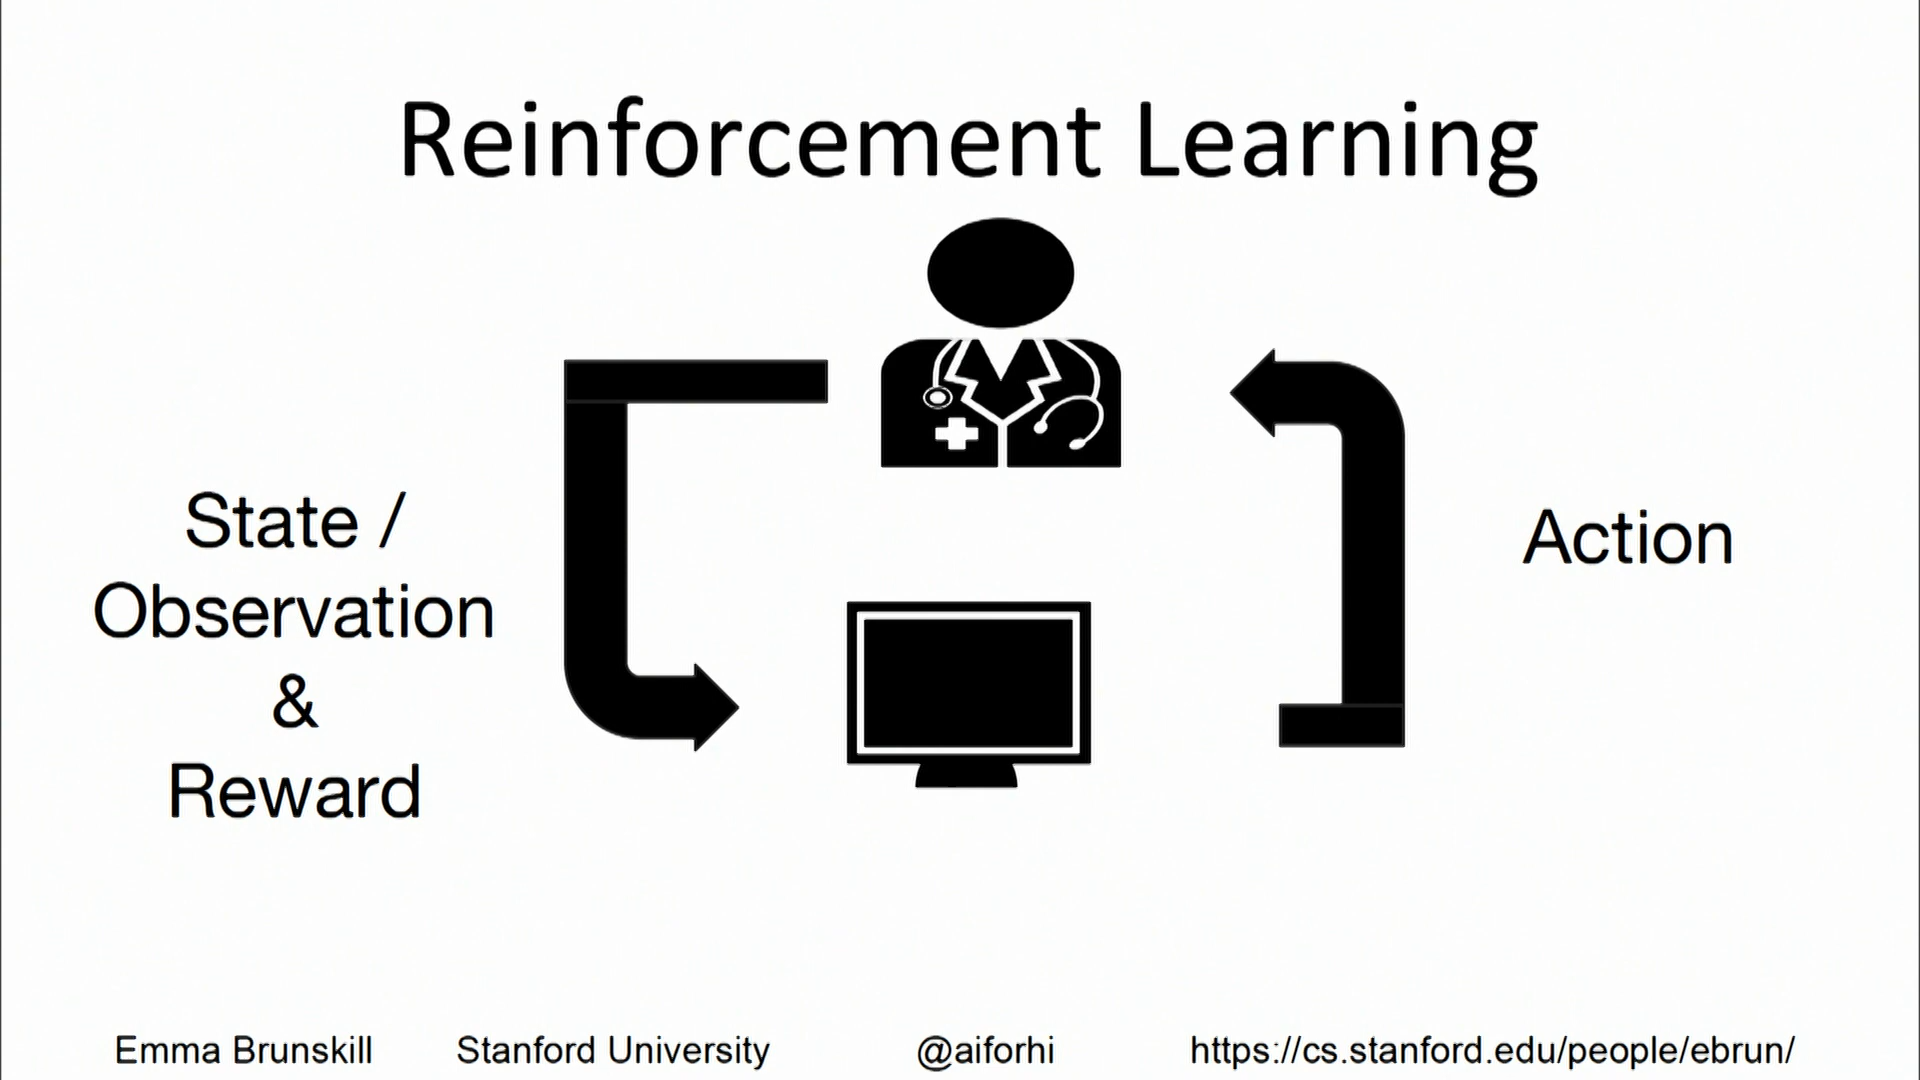 Reinforcement Learning
State /
Observation
&
Reward
Action
Emma Brunskill
Stanford University
@aiforhi
https://cs.stanford.edu/people/ebrun/